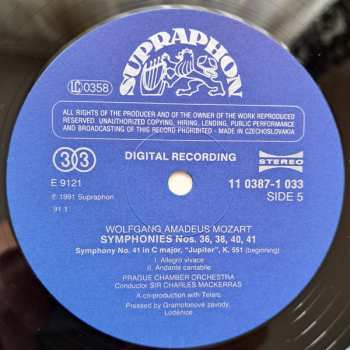 SUPRAPHON
LC 0358
ALL RIGHTS OF THE PRODUCER AND OF THE OWNER OF THE WORK REPRODUCED
RESERVED. UNAUTHORIZED COPYING, HIRING, LENDING, PUBLIC PERFORMANCE
AND BROADCASTING OF THIS RECORD PROHIBITED - MADE IN CZECHOSLOVAKIA
33
DIGITAL RECORDING
STEREO
E 9121
11 0387-1 033
℗ 1991 Supraphon
SIDE 5
91 1
WOLFGANG AMADEUS MOZART
SYMPHONIES Nos. 36, 38, 40, 41
Symphony No. 41 in C major, "Jupiter", K. 551 (beginning)
I. Allegro vivace
II. Andante cantabile
PRAGUE CHAMBER ORCHESTRA
Conductor SIR CHARLES MACKERRAS
A co-production with Telarc
Pressed by Gramofonové závody,
Loděnice